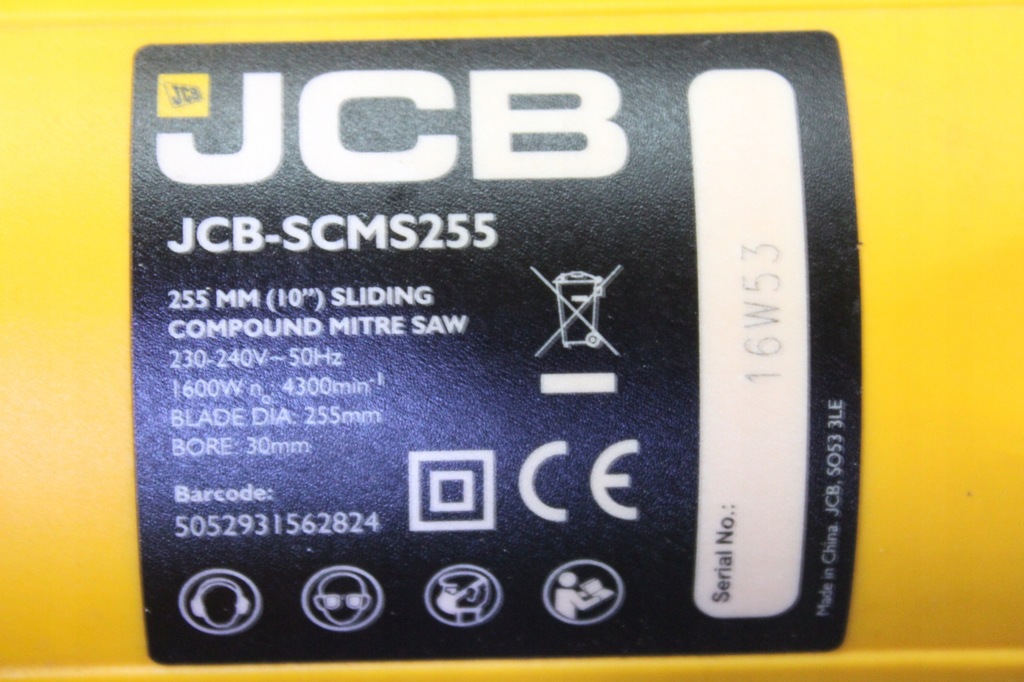 JCB
JCB
JCB-SCMS255
255 MM (10") SLIDING
COMPOUND MITRE SAW
230-240V~50Hz
1600W n₀: 4300min⁻¹
BLADE DIA: 255mm
BORE: 30mm
Barcode:
5052931562824
CE
Serial No.:
16W53
Made in China. JCB, SO53 3LE